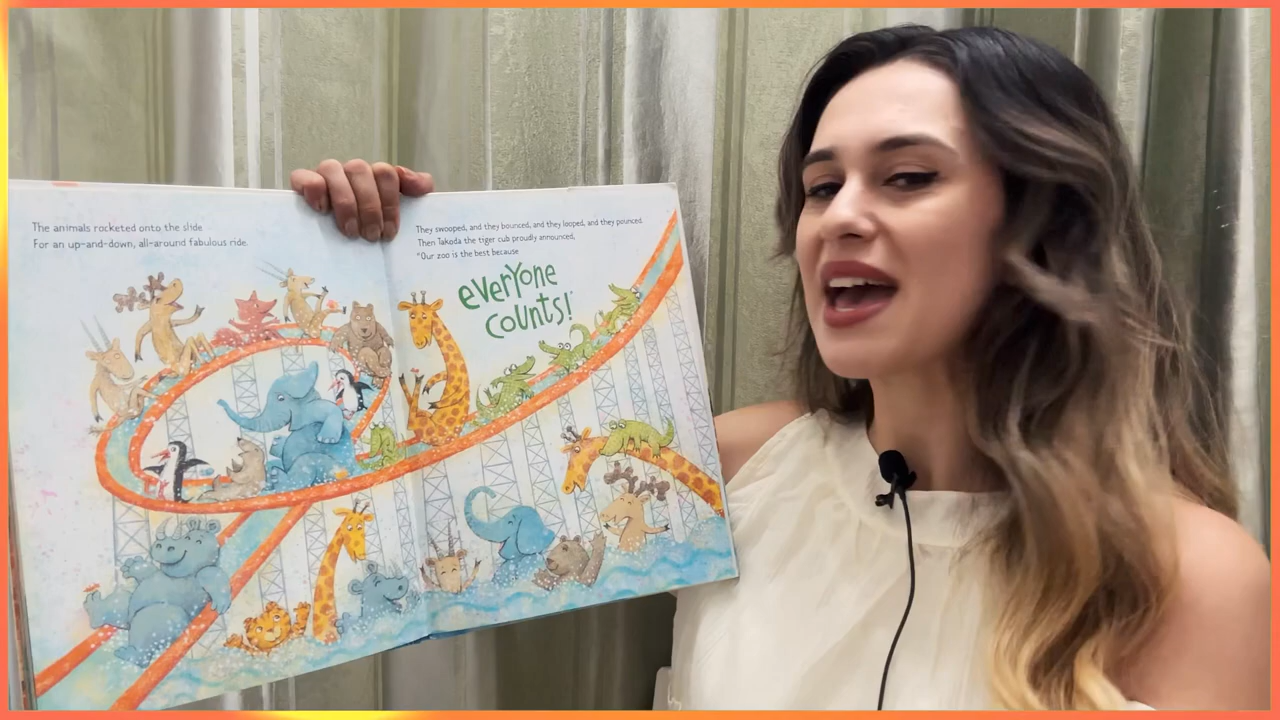 The animals rocketed onto the slide
For an up-and-down, all-around fabulous ride.
They swooped, and they bounced, and they looped, and they pounced.
Then Takoda the tiger cub proudly announced,
"Our zoo is the best because
everyone
counts!"